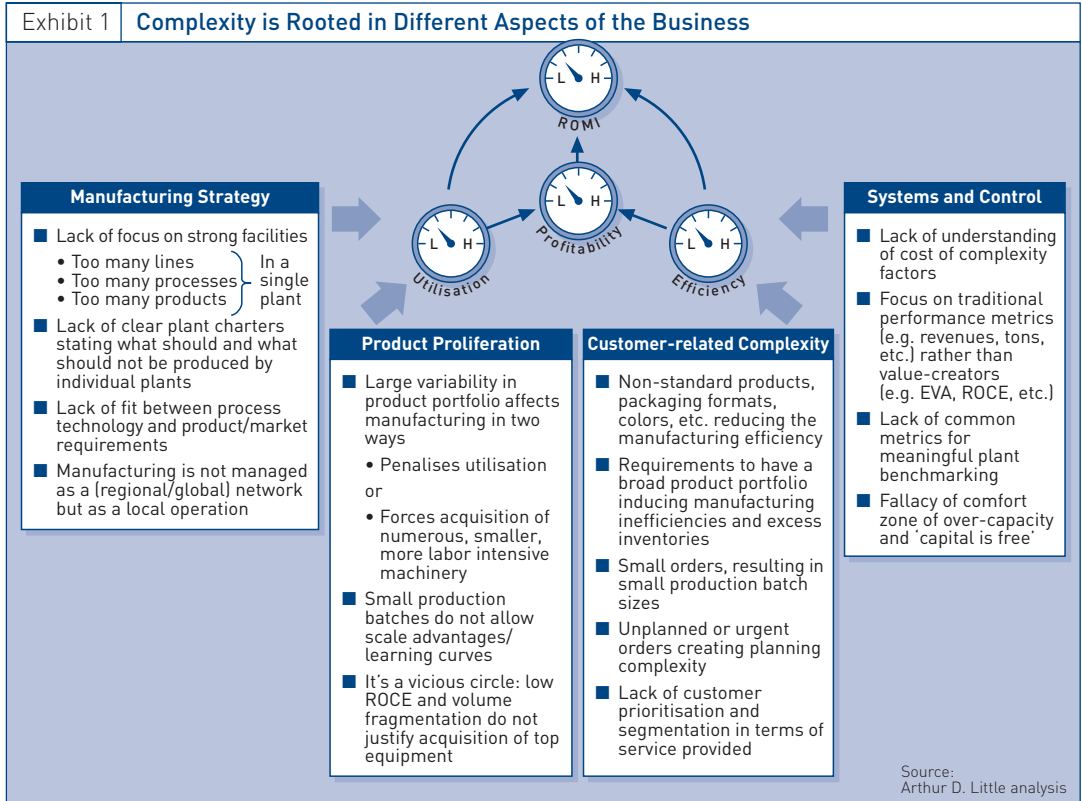 Exhibit 1
Complexity is Rooted in Different Aspects of the Business
L H
ROMI
L H
Profitability
L H
Utilisation
L H
Efficiency
Manufacturing Strategy
■ Lack of focus on strong facilities
• Too many lines
• Too many processes
• Too many products
In a
single
plant
■ Lack of clear plant charters
stating what should and what
should not be produced by
individual plants
■ Lack of fit between process
technology and product/market
requirements
■ Manufacturing is not managed
as a (regional/global) network
but as a local operation
Product Proliferation
■ Large variability in
product portfolio affects
manufacturing in two
ways
• Penalises utilisation
or
• Forces acquisition of
numerous, smaller,
more labor intensive
machinery
■ Small production
batches do not allow
scale advantages/
learning curves
■ It's a vicious circle: low
ROCE and volume
fragmentation do not
justify acquisition of top
equipment
Customer-related Complexity
■ Non-standard products,
packaging formats,
colors, etc. reducing the
manufacturing efficiency
■ Requirements to have a
broad product portfolio
inducing manufacturing
inefficiencies and excess
inventories
■ Small orders, resulting in
small production batch
sizes
■ Unplanned or urgent
orders creating planning
complexity
■ Lack of customer
prioritisation and
segmentation in terms of
service provided
Systems and Control
■ Lack of understanding
of cost of complexity
factors
■ Focus on traditional
performance metrics
(e.g. revenues, tons,
etc.) rather than
value-creators
(e.g. EVA, ROCE, etc.)
■ Lack of common
metrics for
meaningful plant
benchmarking
■ Fallacy of comfort
zone of over-capacity
and 'capital is free'
Source:
Arthur D. Little analysis